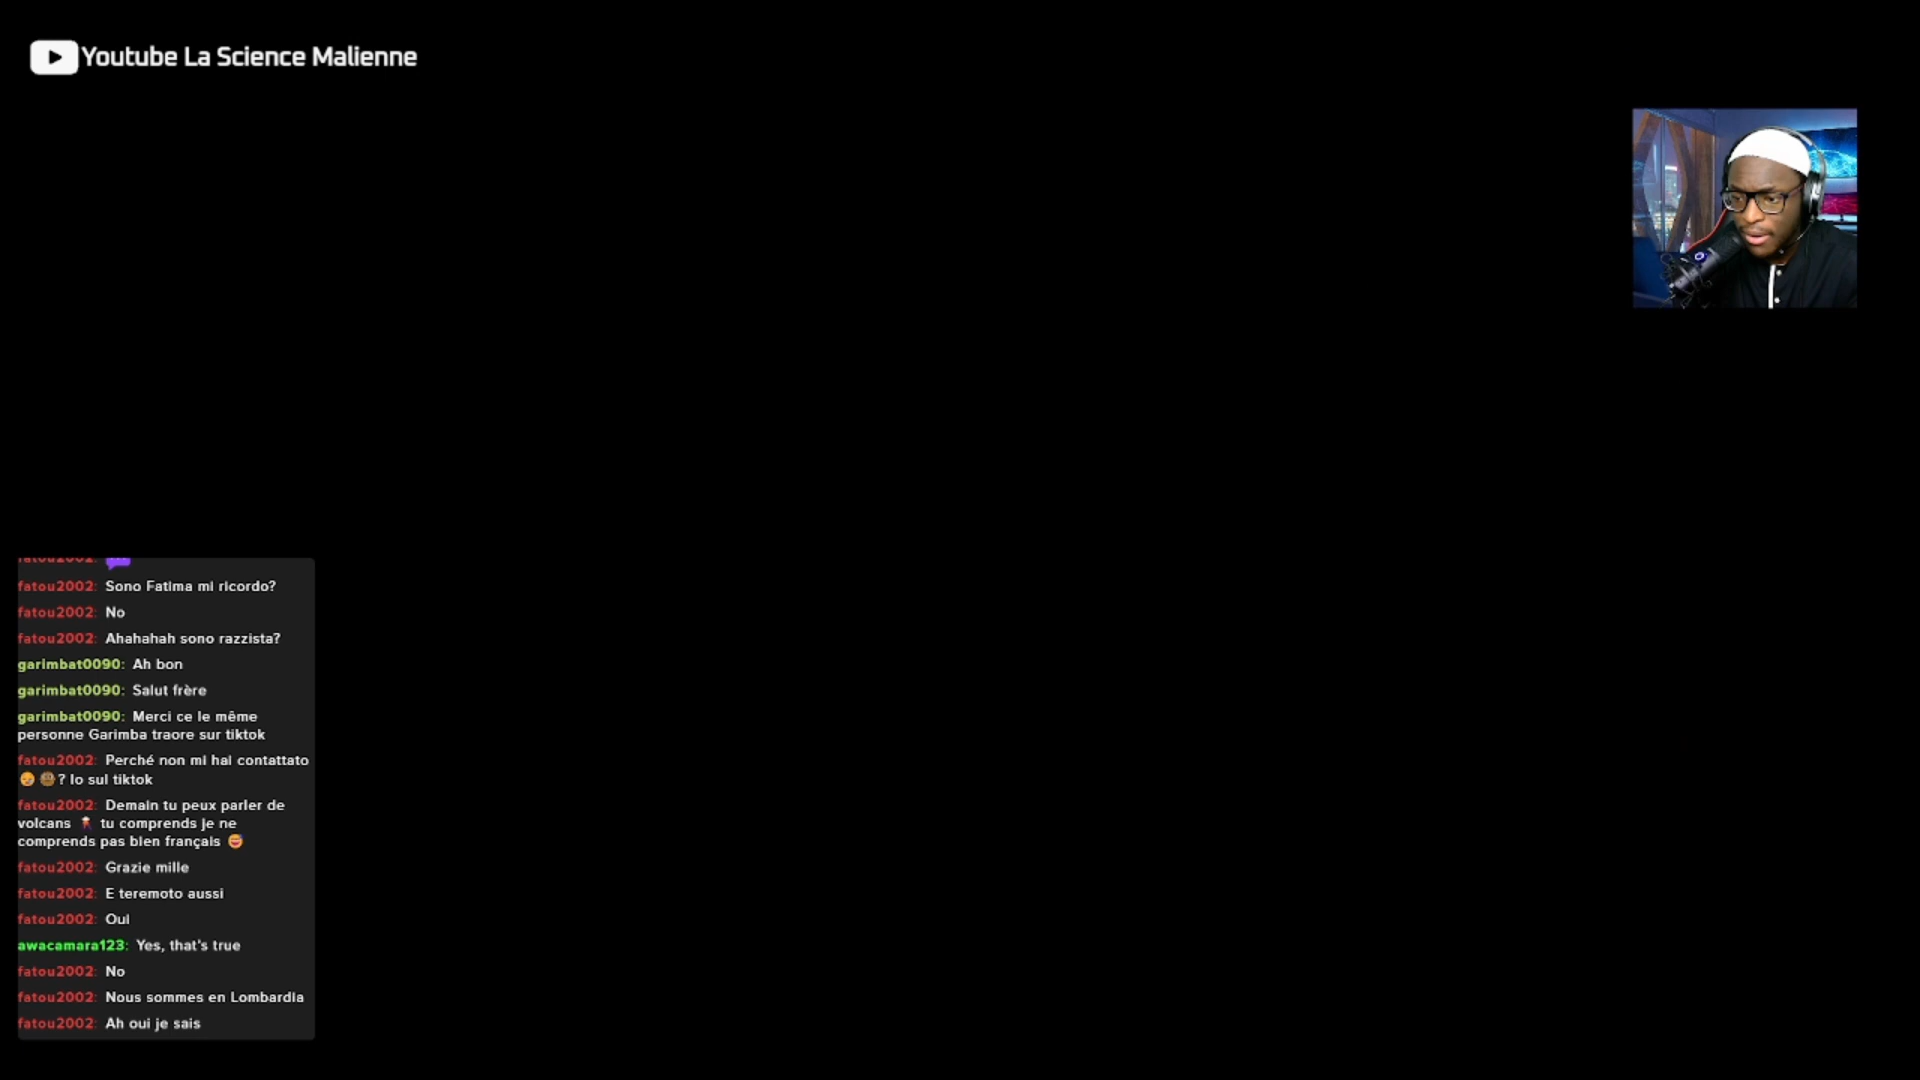 Youtube La Science Malienne
fatou2002:
fatou2002: Sono Fatima mi ricordo?
fatou2002: No
fatou2002: Ahahahah sono razzista?
garimbat0090: Ah bon
garimbat0090: Salut frère
garimbat0090: Merci ce le même
personne Garimba traore sur tiktok
fatou2002: Perché non mi hai contattato
? Io sul tiktok
fatou2002: Demain tu peux parler de
volcans tu comprends je ne
comprends pas bien français
fatou2002: Grazie mille
fatou2002: E teremoto aussi
fatou2002: Oui
awacamara123: Yes, that's true
fatou2002: No
fatou2002: Nous sommes en Lombardia
fatou2002: Ah oui je sais